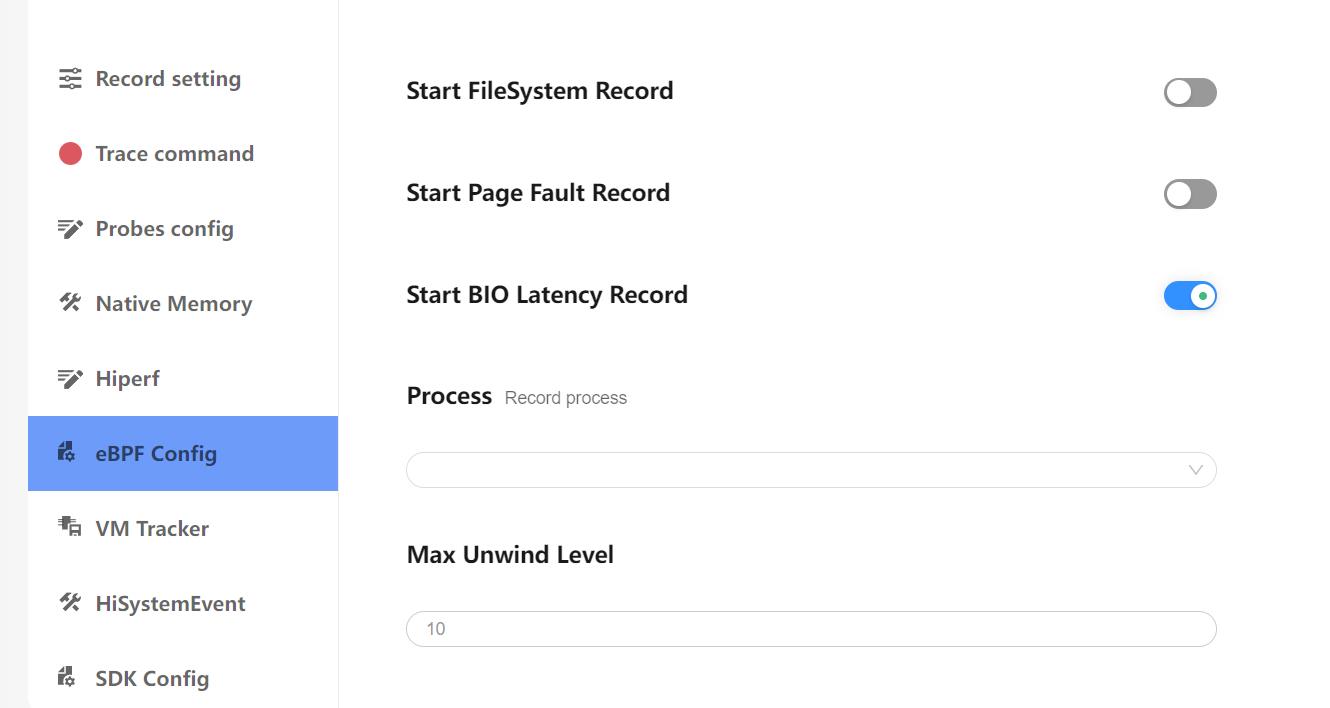 Record setting
Trace command
Probes config
Native Memory
Hiperf
eBPF Config
VM Tracker
HiSystemEvent
SDK Config
Start FileSystem Record
Start Page Fault Record
Start BIO Latency Record
Process Record process
Max Unwind Level
10